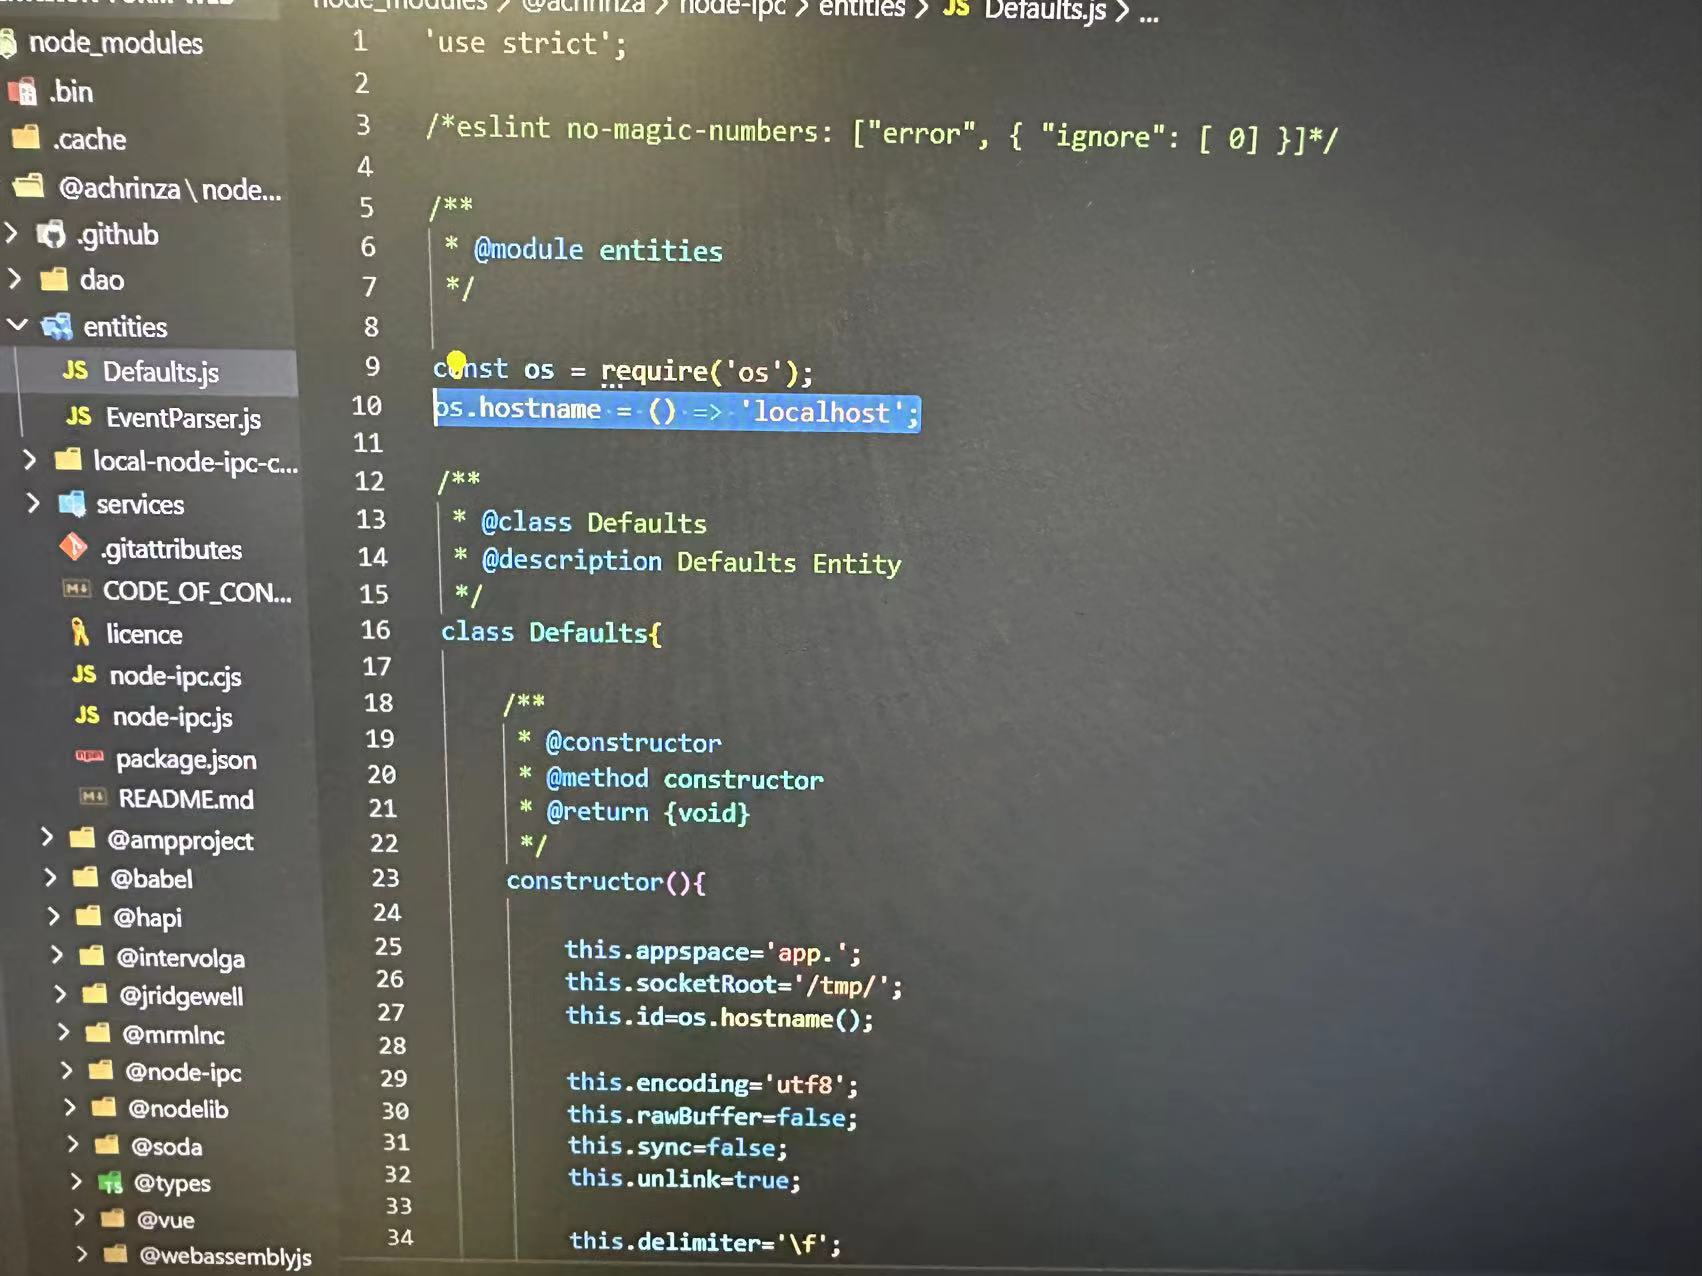 node_modules > @achrinza > node-ipc > entities > JS Defaults.js > ...
node_modules
.bin
.cache
@achrinza\node...
.github
dao
entities
JS Defaults.js
JS EventParser.js
local-node-ipc-c...
services
.gitattributes
CODE_OF_CON...
licence
JS node-ipc.cjs
JS node-ipc.js
package.json
README.md
@ampproject
@babel
@hapi
@intervolga
@jridgewell
@mrmlnc
@node-ipc
@nodelib
@soda
@types
@vue
@webassemblyjs
1 'use strict';
2
3 /*eslint no-magic-numbers: ["error", { "ignore": [ 0] }]*/
4
5 /**
6 * @module entities
7 */
8
9 const os = require('os');
10 os.hostname = () => 'localhost';
11
12 /**
13 * @class Defaults
14 * @description Defaults Entity
15 */
16 class Defaults{
17
18 /**
19 * @constructor
20 * @method constructor
21 * @return {void}
22 */
23 constructor(){
24
25 this.appspace='app.';
26 this.socketRoot='/tmp/';
27 this.id=os.hostname();
28
29 this.encoding='utf8';
30 this.rawBuffer=false;
31 this.sync=false;
32 this.unlink=true;
33
34 this.delimiter='\f';